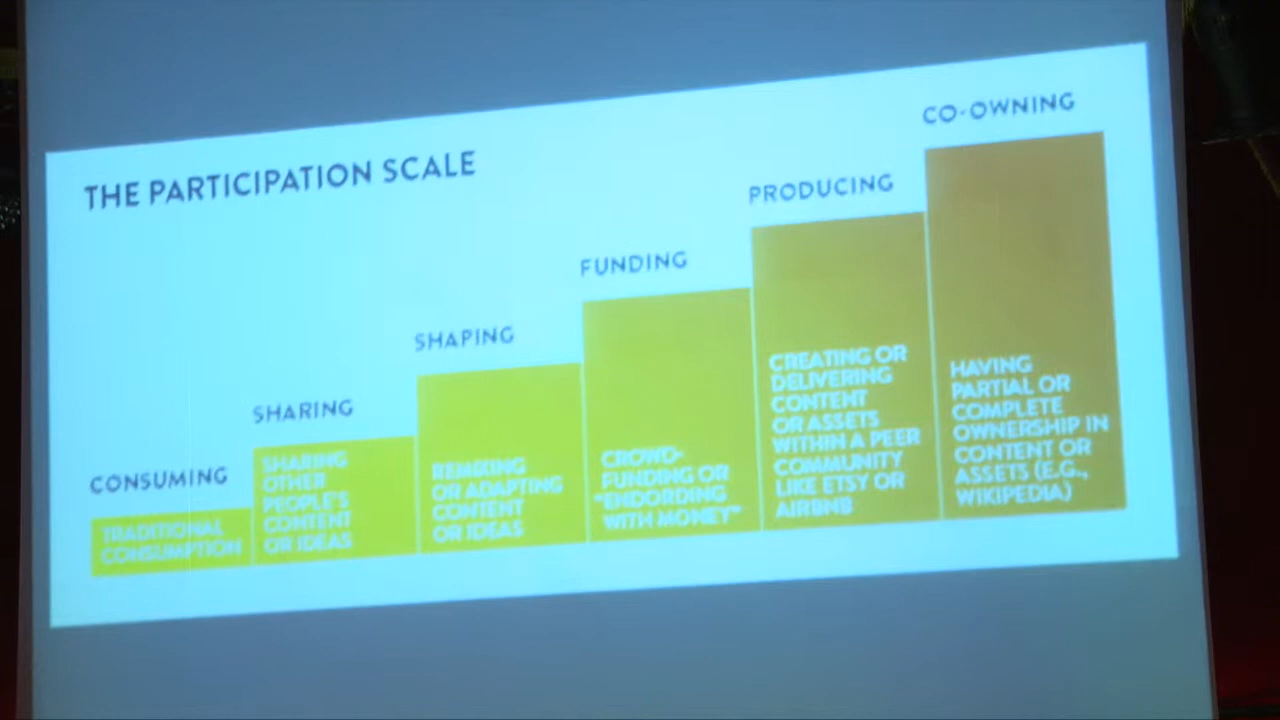 THE PARTICIPATION SCALE
CONSUMING
TRADITIONAL
CONSUMPTION
SHARING
SHARING
OTHER
PEOPLE'S
CONTENT
OR IDEAS
SHAPING
REMIXING
OR ADAPTING
CONTENT
OR IDEAS
FUNDING
CROWD-
FUNDING OR
"ENDORDING
WITH MONEY"
PRODUCING
CREATING OR
DELIVERING
CONTENT
OR ASSETS
WITHIN A PEER
COMMUNITY
LIKE ETSY OR
AIRBNB
CO-OWNING
HAVING
PARTIAL OR
COMPLETE
OWNERSHIP IN
CONTENT OR
ASSETS (E.G.,
WIKIPEDIA)